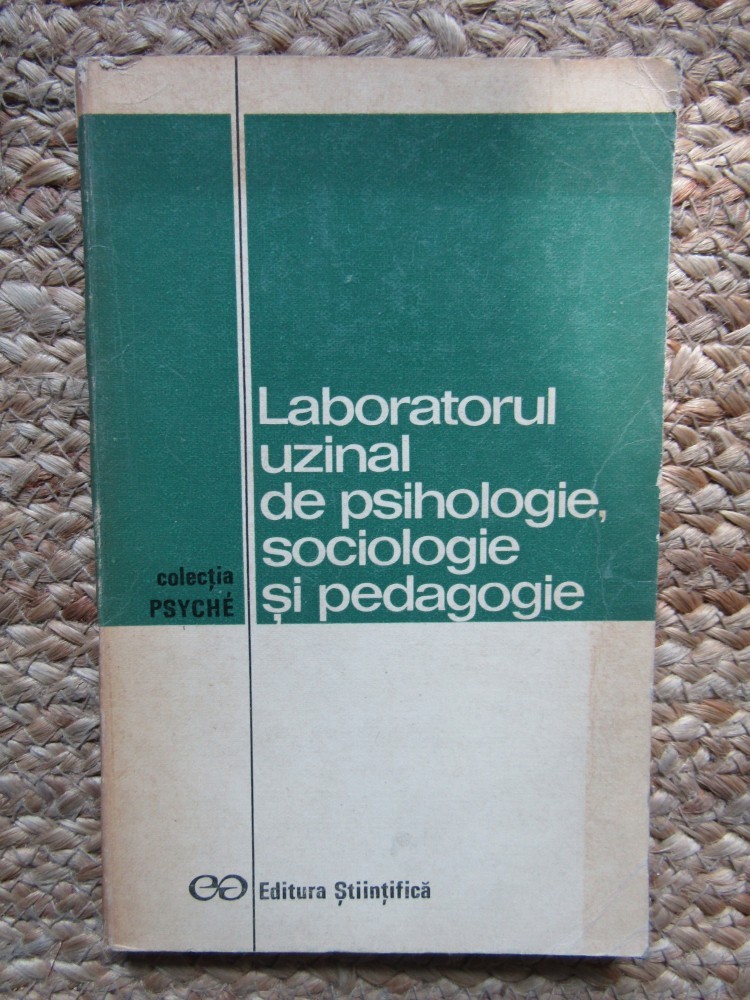 Laboratorul
uzinal
de psihologie,
sociologie
și pedagogie
colecția
PSYCHÉ
Editura Științifică